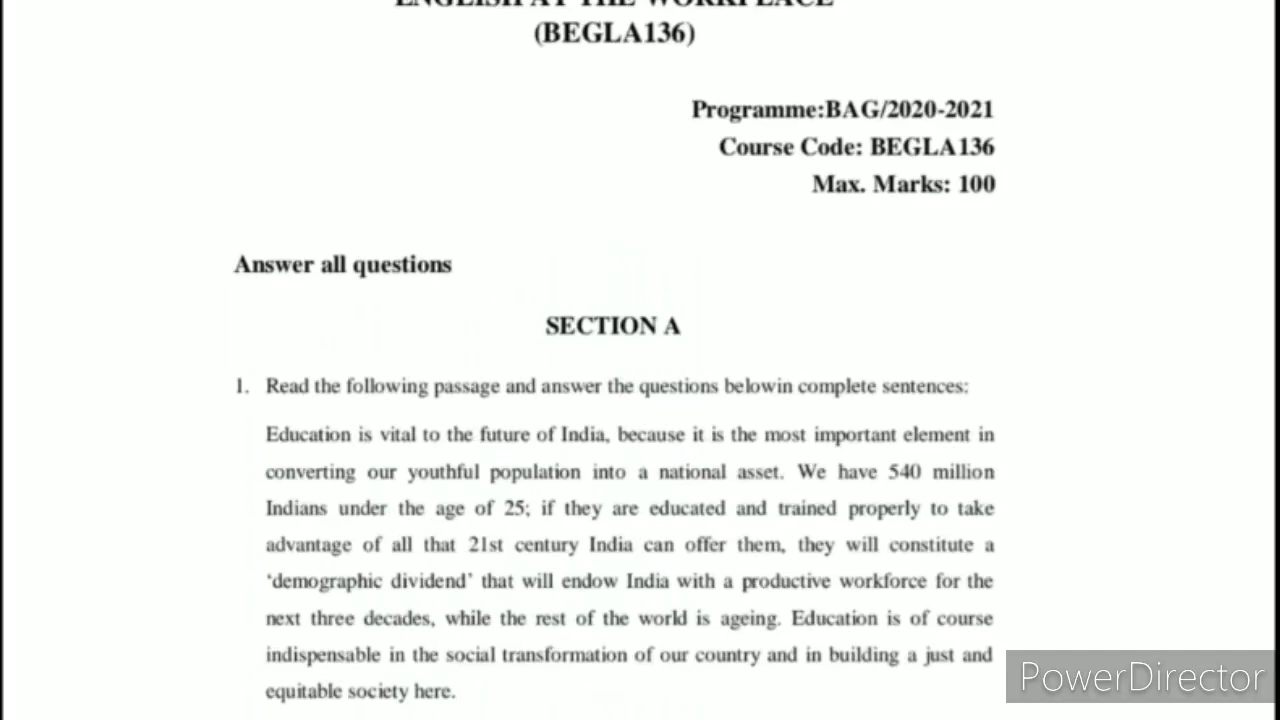 ENGLISH AT THE WORKPLACE
(BEGLA136)
Programme:BAG/2020-2021
Course Code: BEGLA136
Max. Marks: 100
Answer all questions
SECTION A
1. Read the following passage and answer the questions belowin complete sentences:
Education is vital to the future of India, because it is the most important element in
converting our youthful population into a national asset. We have 540 million
Indians under the age of 25; if they are educated and trained properly to take
advantage of all that 21st century India can offer them, they will constitute a
‘demographic dividend’ that will endow India with a productive workforce for the
next three decades, while the rest of the world is ageing. Education is of course
indispensable in the social transformation of our country and in building a just and
equitable society here.
PowerDirector